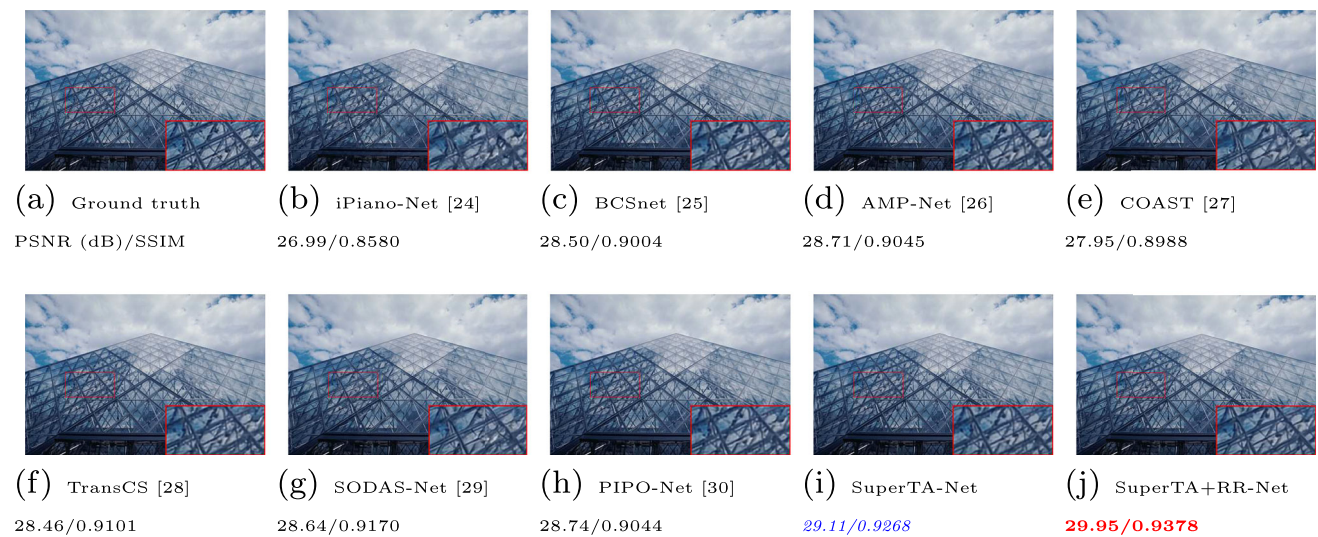 (a) Ground truth
PSNR (dB)/SSIM
(b) iPiano-Net [24]
26.99/0.8580
(c) BCSnet [25]
28.50/0.9004
(d) AMP-Net [26]
28.71/0.9045
(e) COAST [27]
27.95/0.8988
(f) TransCS [28]
28.46/0.9101
(g) SODAS-Net [29]
28.64/0.9170
(h) PIPO-Net [30]
28.74/0.9044
(i) SuperTA-Net
29.11/0.9268
(j) SuperTA+RR-Net
29.95/0.9378